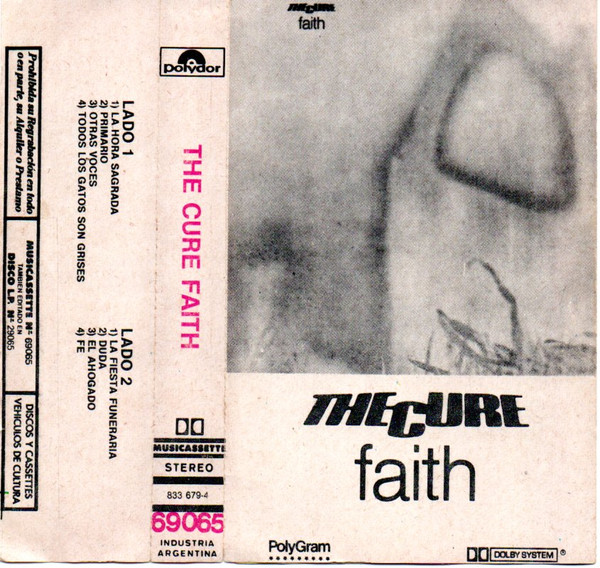 Prohibida su Regrabación en todo
o en parte, su Alquiler o Prestamo
MUSICASSETTE Nº 69065
TAMBIEN EDITADO EN
DISCO L.P. Nº 29065
DISCOS Y CASSETTES
VEHICULOS DE CULTURA
LADO 1
1) LA HORA SAGRADA
2) PRIMARIO
3) OTRAS VOCES
4) TODOS LOS GATOS SON GRISES
LADO 2
1) LA FIESTA FUNERARIA
2) DUDA
3) EL AHOGADO
4) FE
polydor
THE CURE FAITH
MUSICASSETTE
STEREO
833 679-4
69065
INDUSTRIA
ARGENTINA
THE CURE
faith
THE CURE
faith
PolyGram
DOLBY SYSTEM ®